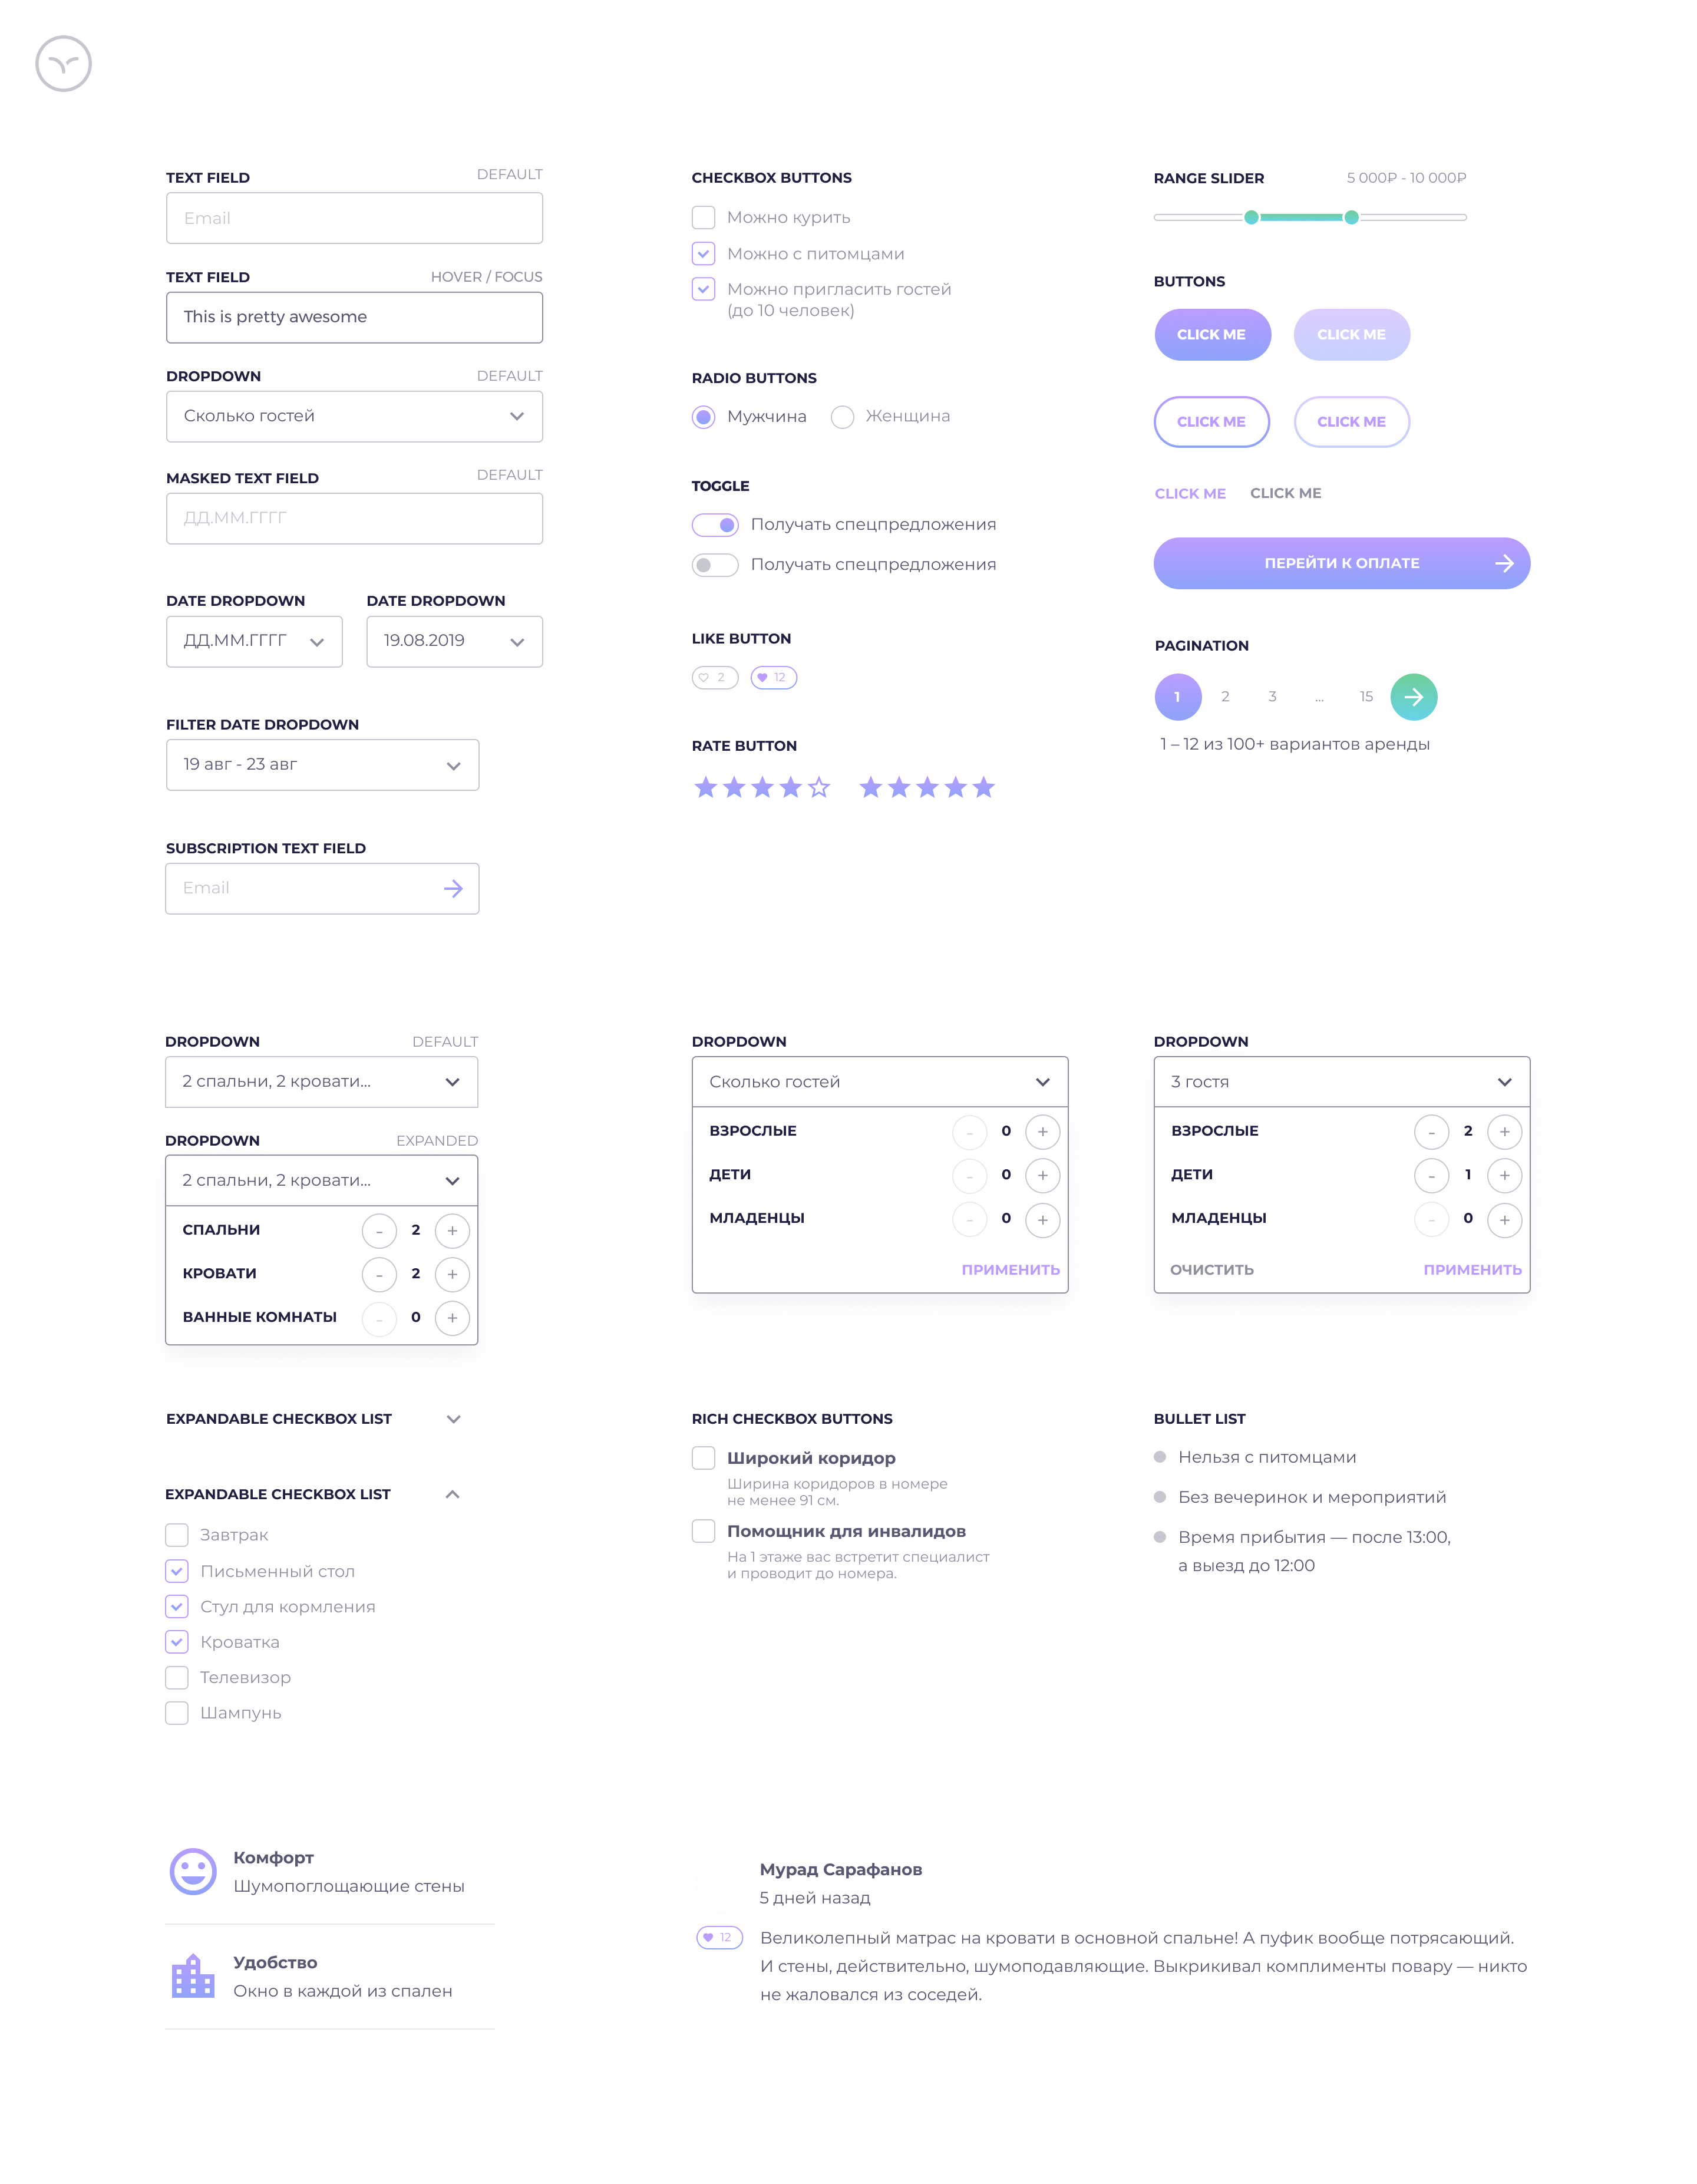 TEXT FIELD DEFAULT
Email
TEXT FIELD HOVER / FOCUS
This is pretty awesome
DROPDOWN DEFAULT
Сколько гостей
MASKED TEXT FIELD DEFAULT
ДД.ММ.ГГГГ
DATE DROPDOWN DATE DROPDOWN
ДД.ММ.ГГГГ 19.08.2019
FILTER DATE DROPDOWN
19 авг - 23 авг
SUBSCRIPTION TEXT FIELD
Email
CHECKBOX BUTTONS
Можно курить
Можно с питомцами
Можно пригласить гостей
(до 10 человек)
RADIO BUTTONS
Мужчина Женщина
TOGGLE
Получать спецпредложения
Получать спецпредложения
LIKE BUTTON
2 12
RATE BUTTON
RANGE SLIDER 5 000₽ - 10 000₽
BUTTONS
CLICK ME CLICK ME
CLICK ME CLICK ME
CLICK ME CLICK ME
ПЕРЕЙТИ К ОПЛАТЕ
PAGINATION
1 2 3 ... 15
1 – 12 из 100+ вариантов аренды
DROPDOWN DEFAULT
2 спальни, 2 кровати...
DROPDOWN EXPANDED
2 спальни, 2 кровати...
СПАЛЬНИ - 2 +
КРОВАТИ - 2 +
ВАННЫЕ КОМНАТЫ - 0 +
DROPDOWN
Сколько гостей
ВЗРОСЛЫЕ - 0 +
ДЕТИ - 0 +
МЛАДЕНЦЫ - 0 +
ПРИМЕНИТЬ
DROPDOWN
3 гостя
ВЗРОСЛЫЕ - 2 +
ДЕТИ - 1 +
МЛАДЕНЦЫ - 0 +
ОЧИСТИТЬ ПРИМЕНИТЬ
EXPANDABLE CHECKBOX LIST
EXPANDABLE CHECKBOX LIST
Завтрак
Письменный стол
Стул для кормления
Кроватка
Телевизор
Шампунь
RICH CHECKBOX BUTTONS
Широкий коридор
Ширина коридоров в номере
не менее 91 см.
Помощник для инвалидов
На 1 этаже вас встретит специалист
и проводит до номера.
BULLET LIST
Нельзя с питомцами
Без вечеринок и мероприятий
Время прибытия — после 13:00,
а выезд до 12:00
Комфорт
Шумопоглощающие стены
Удобство
Окно в каждой из спален
Мурад Сарафанов
5 дней назад
12
Великолепный матрас на кровати в основной спальне! А пуфик вообще потрясающий.
И стены, действительно, шумоподавляющие. Выкрикивал комплименты повару — никто
не жаловался из соседей.